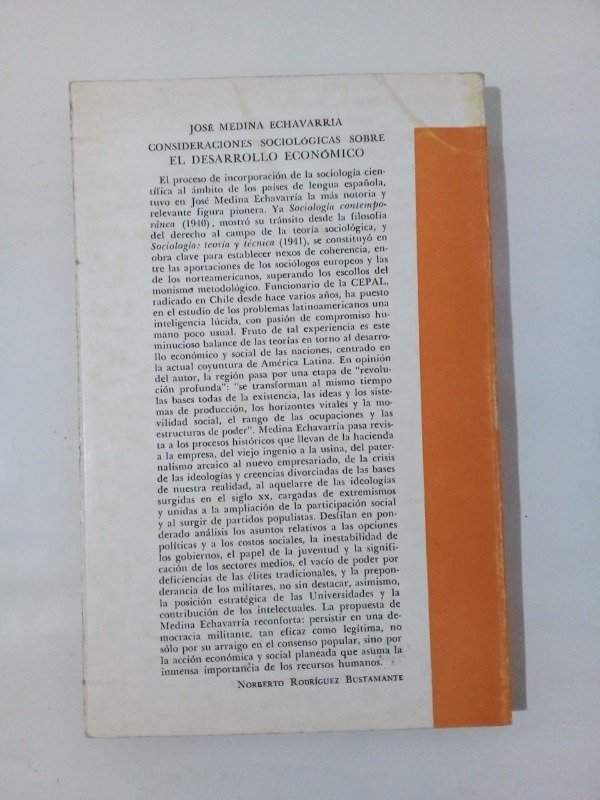 JOSÉ MEDINA ECHAVARRÍA
CONSIDERACIONES SOCIOLÓGICAS SOBRE
EL DESARROLLO ECONÓMICO
El proceso de incorporación de la sociología cien-
tífica al ámbito de los países de lengua española,
tuvo en José Medina Echavarría la más notoria y
relevante figura pionera. Ya Sociología contempo-
ránea (1940), mostró su tránsito desde la filosofía
del derecho al campo de la teoría sociológica, y
Sociología: teoría y técnica (1941), se constituyó en
obra clave para establecer nexos de coherencia, en-
tre las aportaciones de los sociólogos europeos y las
de los norteamericanos, superando los escollos del
monismo metodológico. Funcionario de la CEPAL,
radicado en Chile desde hace varios años, ha puesto
en el estudio de los problemas latinoamericanos una
inteligencia lúcida, con pasión de compromiso hu-
mano poco usual. Fruto de tal experiencia es este
minucioso balance de las teorías en torno al desarro-
llo económico y social de las naciones, centrado en
la actual coyuntura de América Latina. En opinión
del autor, la región pasa por una etapa de "revolu-
ción profunda": "se transforman al mismo tiempo
las bases todas de la existencia, las ideas y los siste-
mas de producción, los horizontes vitales y la mo-
vilidad social, el rango de las ocupaciones y las
estructuras de poder". Medina Echavarría pasa revis-
ta a los procesos históricos que llevan de la hacienda
a la empresa, del viejo ingenio a la usina, del pater-
nalismo arcaico al nuevo empresariado, de la crisis
de las ideologías y creencias divorciadas de las bases
de nuestra realidad, al aquelarre de las ideologías
surgidas en el siglo XX, cargadas de extremismos
y unidas a la ampliación de la participación social
y al surgir de partidos populistas. Desfilan en pon-
derado análisis los asuntos relativos a las opciones
políticas y a los costos sociales, la inestabilidad de
los gobiernos, el papel de la juventud y la signifi-
cación de los sectores medios, el vacío de poder por
deficiencias de las élites tradicionales, y la prepon-
derancia de los militares, no sin destacar, asimismo,
la posición estratégica de las Universidades y la
contribución de los intelectuales. La propuesta de
Medina Echavarría reconforta: persistir en una de-
mocracia militante, tan eficaz como legítima, no
sólo por su arraigo en el consenso popular, sino por
la acción económica y social planeada que asuma la
inmensa importancia de los recursos humanos.
NORBERTO RODRÍGUEZ BUSTAMANTE